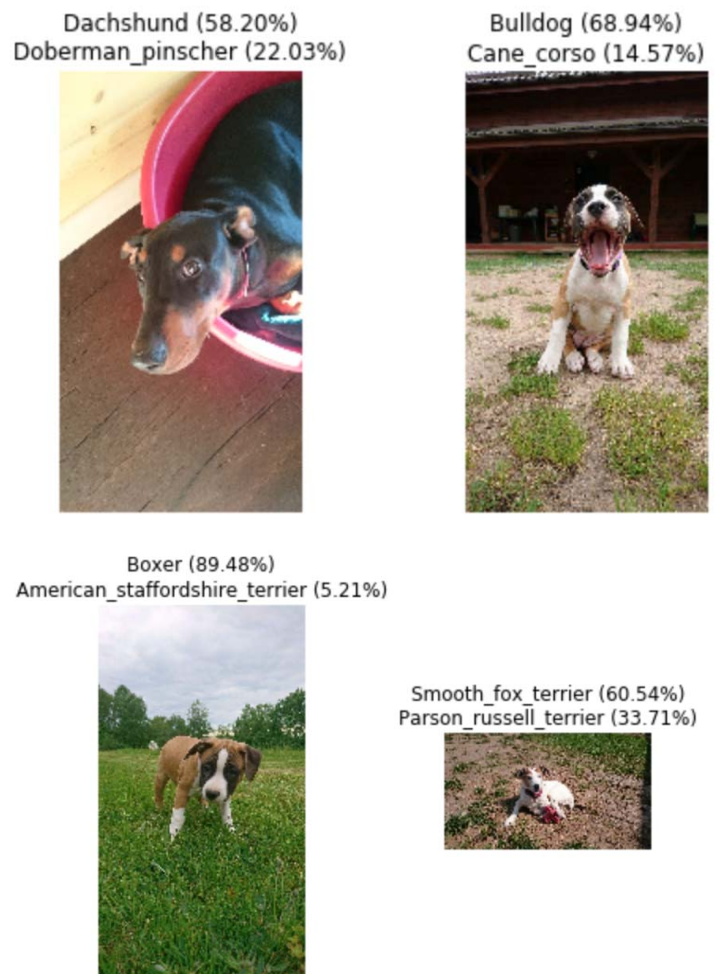 Dachshund (58.20%)
Doberman_pinscher (22.03%)
Bulldog (68.94%)
Cane_corso (14.57%)
Boxer (89.48%)
American_staffordshire_terrier (5.21%)
Smooth_fox_terrier (60.54%)
Parson_russell_terrier (33.71%)